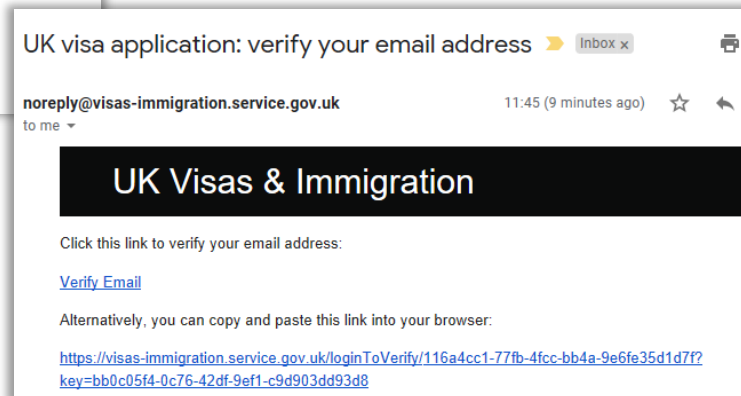 UK visa application: verify your email address Inbox x
noreply@visas-immigration.service.gov.uk 11:45 (9 minutes ago)
to me
UK Visas & Immigration
Click this link to verify your email address:
Verify Email
Alternatively, you can copy and paste this link into your browser:
https://visas-immigration.service.gov.uk/loginToVerify/116a4cc1-77fb-4fcc-bb4a-9e6fe35d1d7f?
key=bb0c05f4-0c76-42df-9ef1-c9d903dd93d8